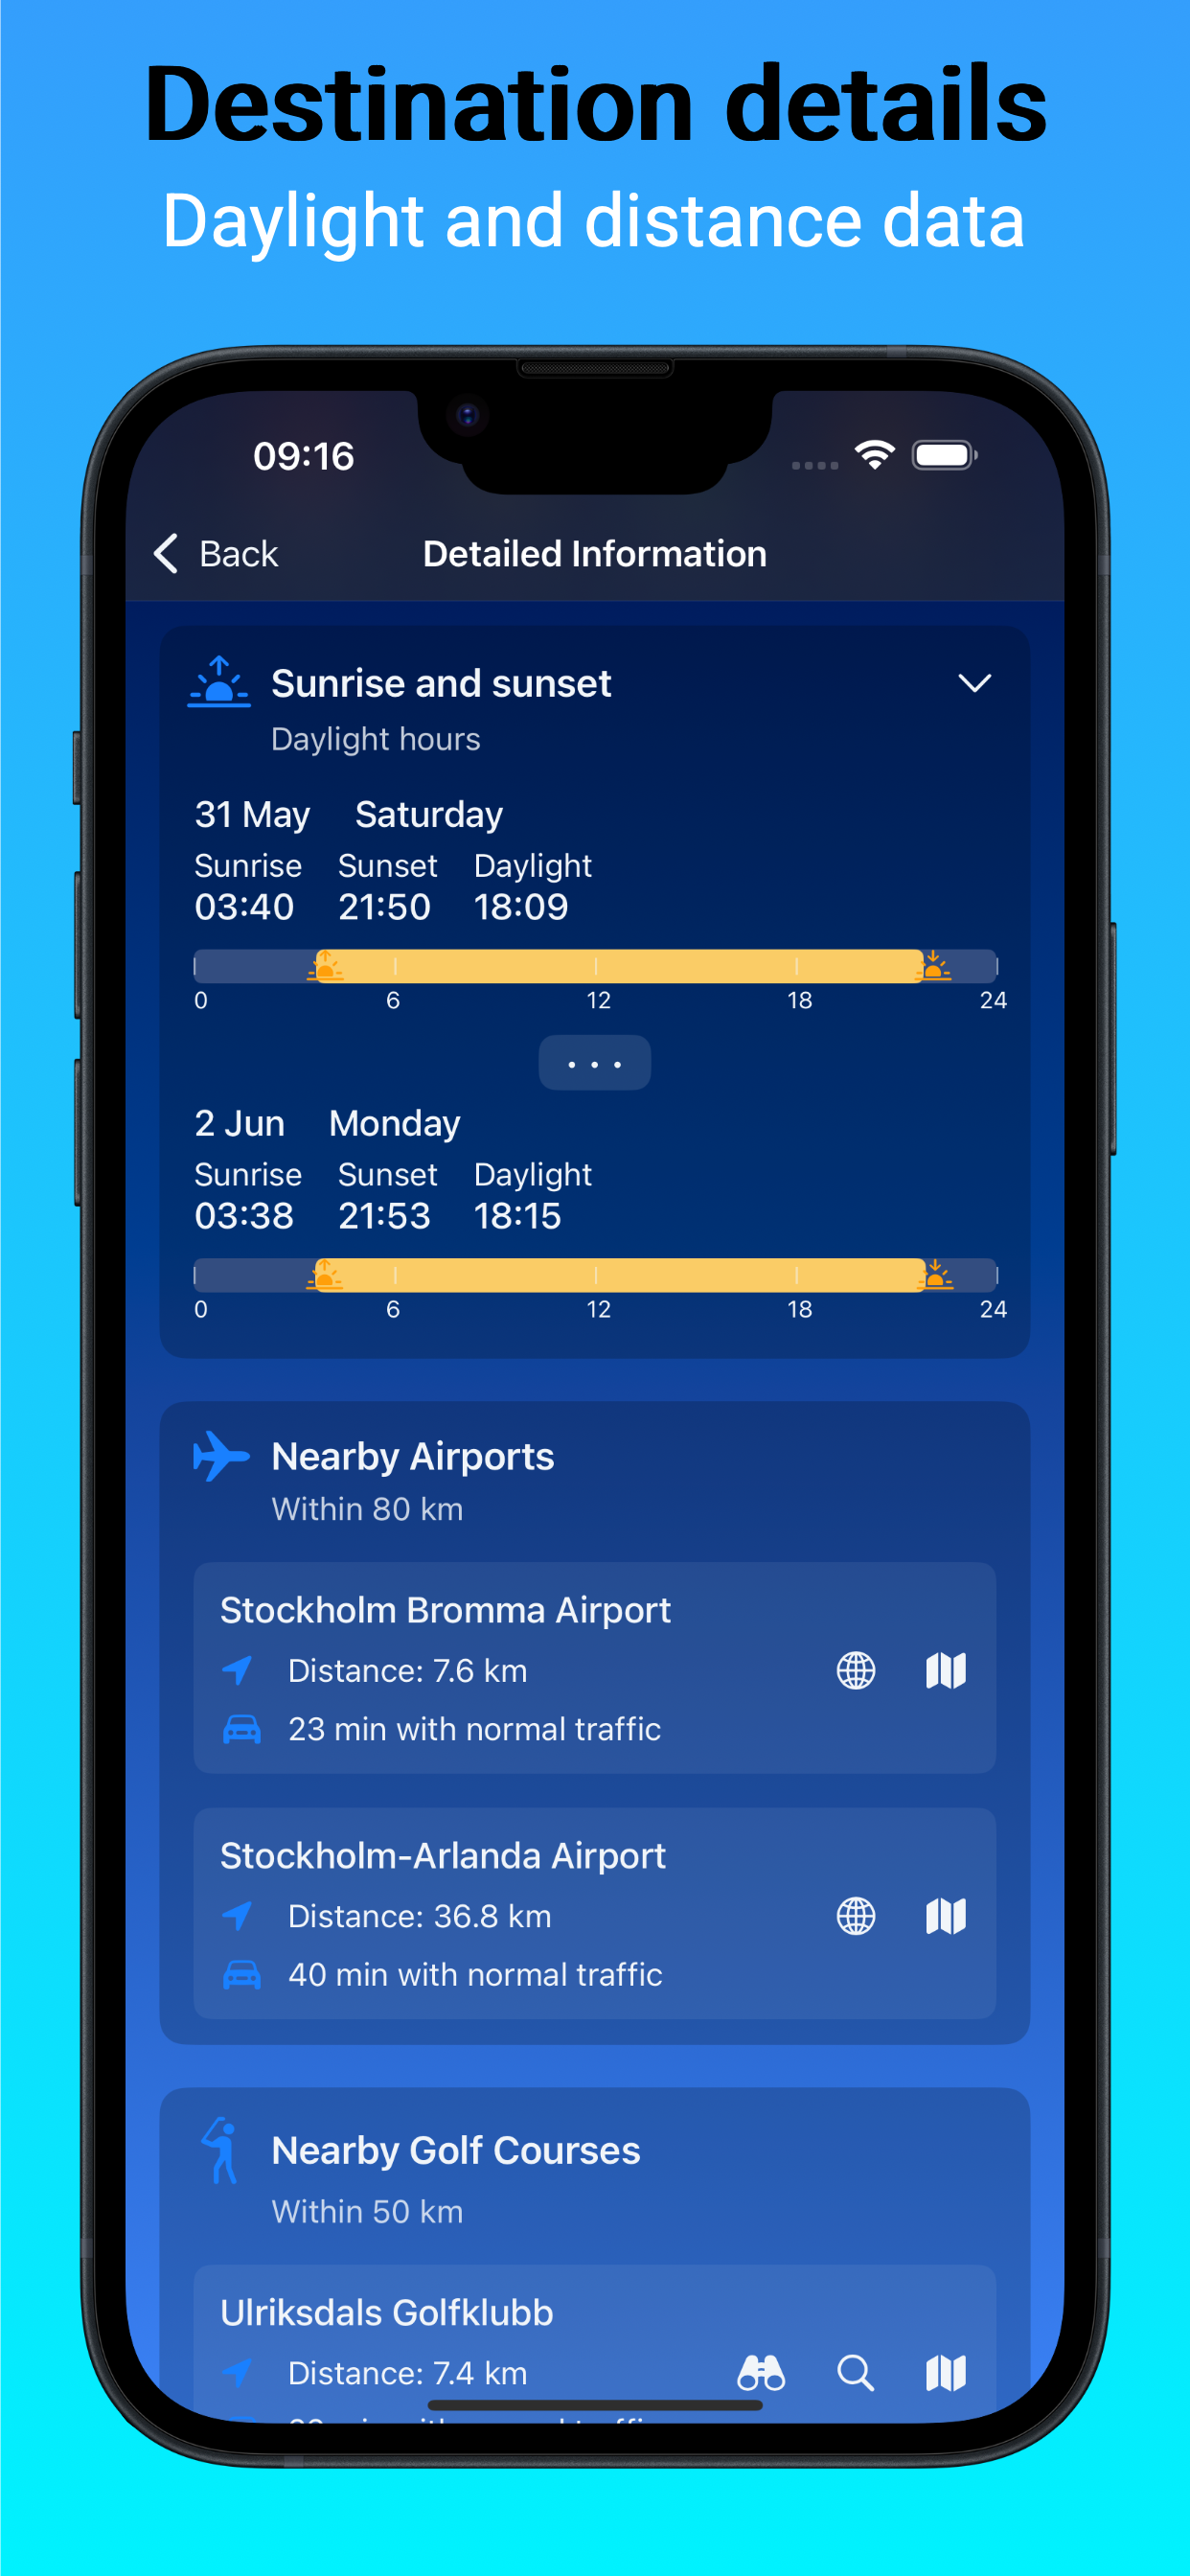 Destination details
Daylight and distance data
09:16
Back Detailed Information
Sunrise and sunset
Daylight hours
31 May Saturday
Sunrise Sunset Daylight
03:40 21:50 18:09
0 6 12 18 24
...
2 Jun Monday
Sunrise Sunset Daylight
03:38 21:53 18:15
0 6 12 18 24
Nearby Airports
Within 80 km
Stockholm Bromma Airport
Distance: 7.6 km
23 min with normal traffic
Stockholm-Arlanda Airport
Distance: 36.8 km
40 min with normal traffic
Nearby Golf Courses
Within 50 km
Ulriksdals Golfklubb
Distance: 7.4 km